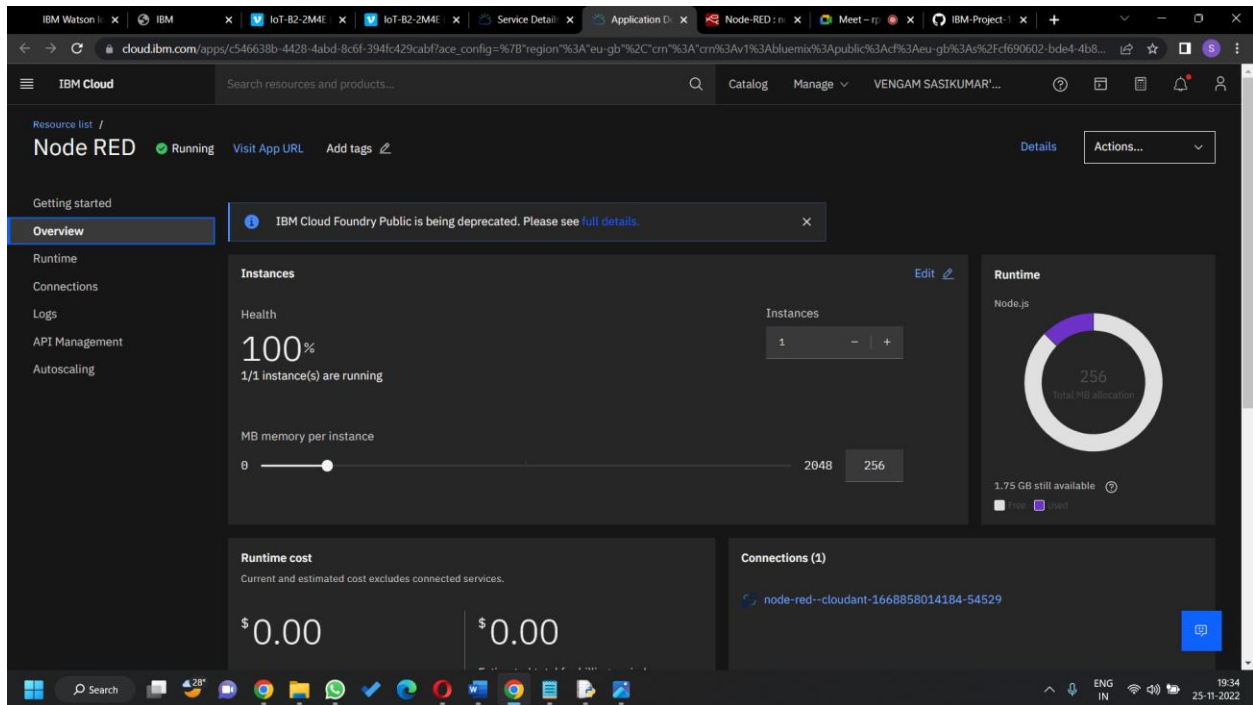 IBM Watson Io
IBM
IoT-B2-2M4E
IoT-B2-2M4E
Service Details
Application De
Node-RED : n
Meet – rp
IBM-Project-1
cloud.ibm.com/apps/c546638b-4428-4abd-8c6f-394fc429cabf?ace_config=%7B"region"%3A"eu-gb"%2C"crn"%3A"crn%3Av1%3Abluemix%3Apublic%3Acf%3Aeu-gb%3As%2Fcf690602-bde4-4b8...
S
IBM Cloud
Search resources and products...
Catalog
Manage
VENGAM SASIKUMAR'...
Resource list /
Node RED
Running
Visit App URL
Add tags
Details
Actions...
Getting started
Overview
Runtime
Connections
Logs
API Management
Autoscaling
IBM Cloud Foundry Public is being deprecated. Please see full details.
Instances
Edit
Health
100%
1/1 instance(s) are running
Instances
1
MB memory per instance
0
2048
256
Runtime
Node.js
256
Total MB allocation
1.75 GB still available
Free
Used
Runtime cost
Current and estimated cost excludes connected services.
$0.00
$0.00
Connections (1)
node-red--cloudant-1668858014184-54529
28°
Search
ENG
IN
19:34
25-11-2022